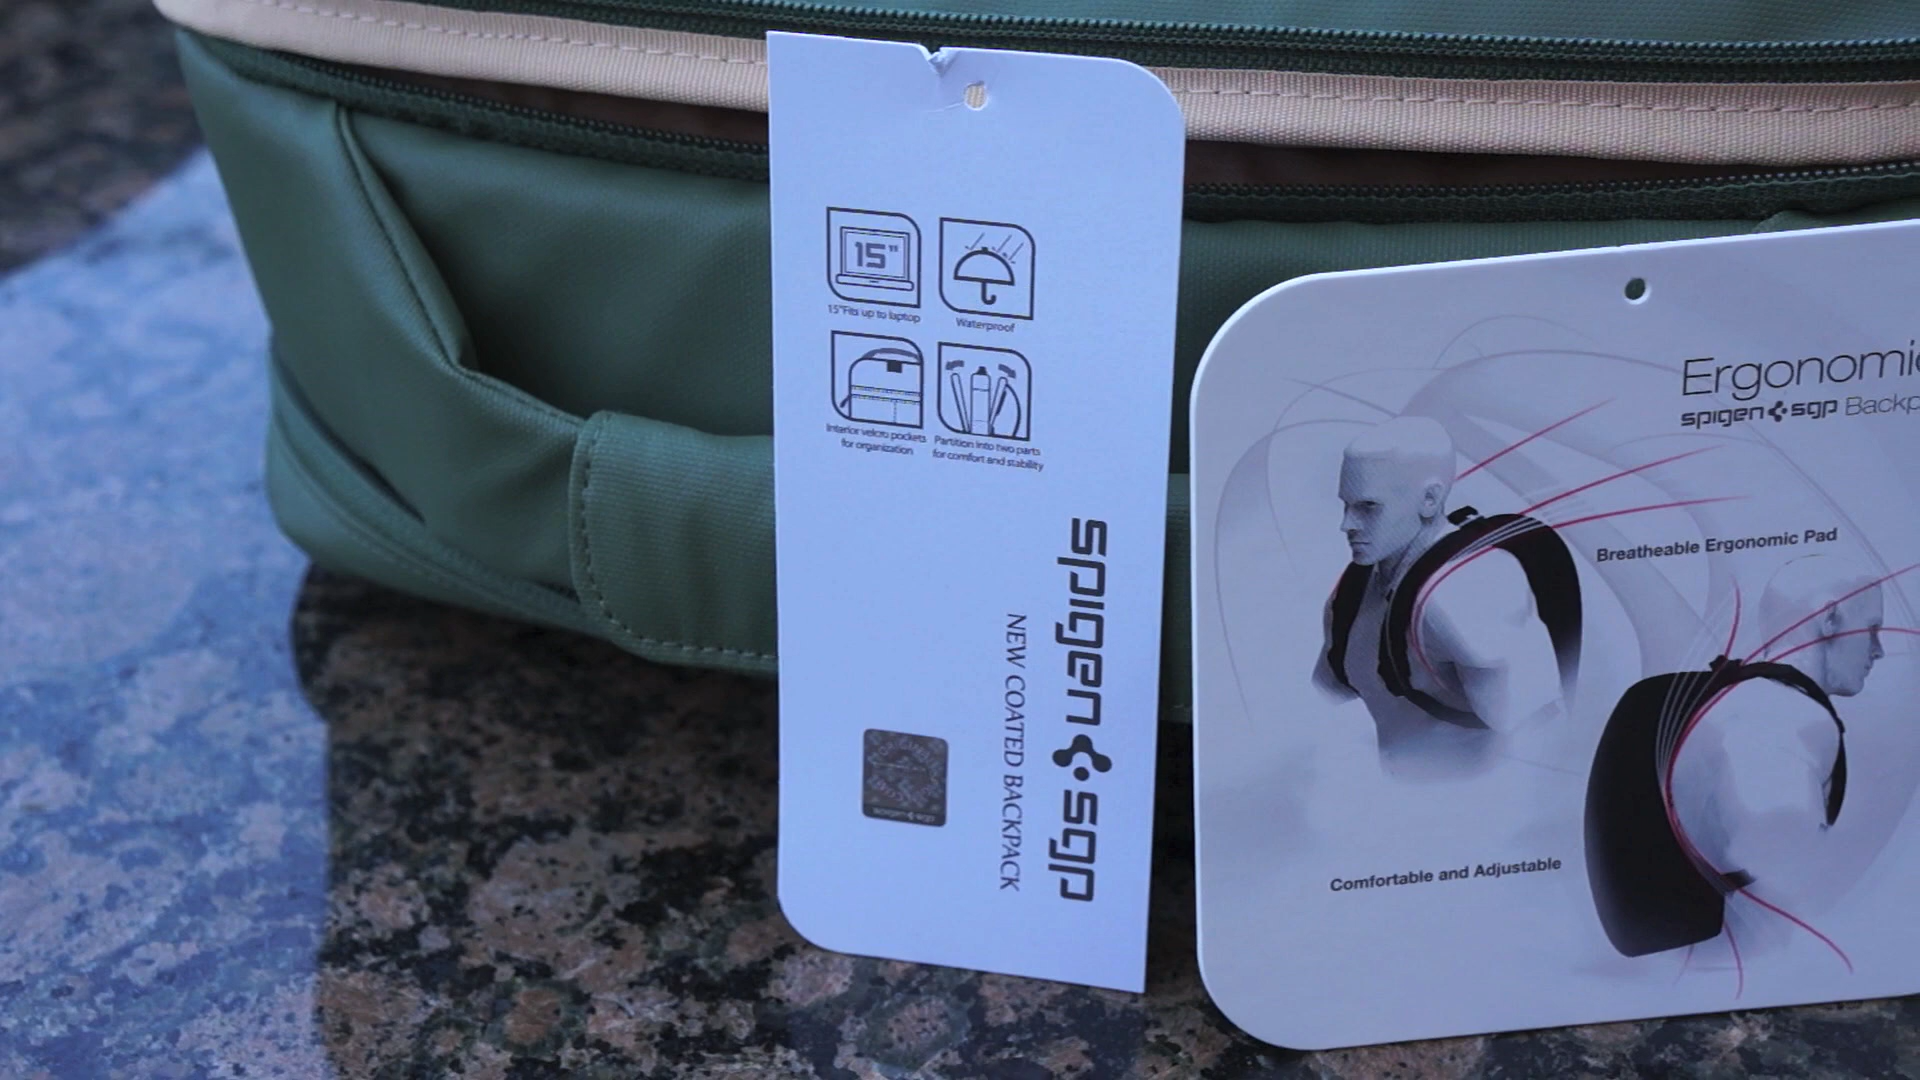 15"
15"Fits up to laptop
Waterproof
Interior velcro pockets
for organization
Partition into two parts
for comfort and stability
spigen sgp
NEW COATED BACKPACK
Ergonomic
spigen sgp Backp
Breatheable Ergonomic Pad
Comfortable and Adjustable